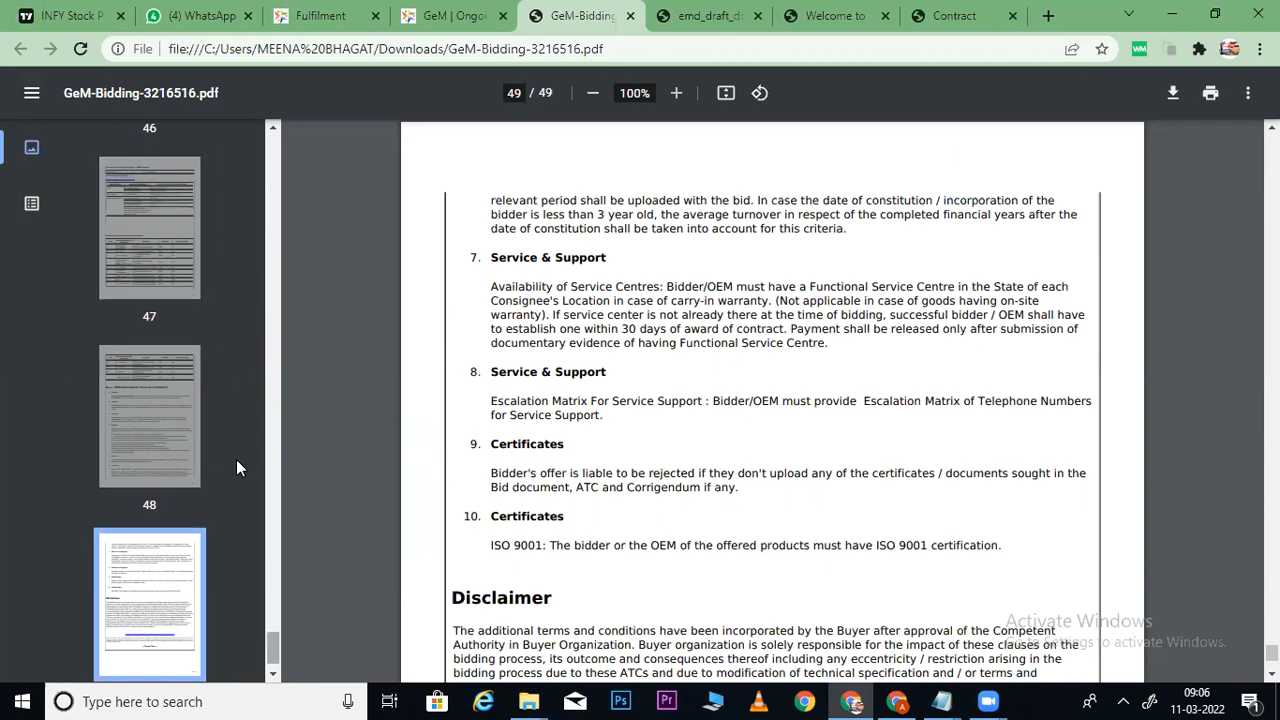 INFY Stock P
(4) WhatsApp
Fulfilment
GeM | Ongoi
GeM-Bidding
emd_draft_do
Welcome to
Contract
File file:///C:/Users/MEENA%20BHAGAT/Downloads/GeM-Bidding-3216516.pdf
WM
GeM-Bidding-3216516.pdf
49 / 49
100%
46
47
48
relevant period shall be uploaded with the bid. In case the date of constitution / incorporation of the
bidder is less than 3 year old, the average turnover in respect of the completed financial years after the
date of constitution shall be taken into account for this criteria.
7. Service & Support
Availability of Service Centres: Bidder/OEM must have a Functional Service Centre in the State of each
Consignee's Location in case of carry-in warranty. (Not applicable in case of goods having on-site
warranty). If service center is not already there at the time of bidding, successful bidder / OEM shall have
to establish one within 30 days of award of contract. Payment shall be released only after submission of
documentary evidence of having Functional Service Centre.
8. Service & Support
Escalation Matrix For Service Support : Bidder/OEM must provide Escalation Matrix of Telephone Numbers
for Service Support.
9. Certificates
Bidder's offer is liable to be rejected if they don't upload any of the certificates / documents sought in the
Bid document, ATC and Corrigendum if any.
10. Certificates
ISO 9001: The bidder or the OEM of the offered products must have ISO 9001 certification.
Disclaimer
The additional terms and conditions have been incorporated by the Buyer after approval of the Competent
Authority in Buyer Organization. Buyer organization is solely responsible for the impact of these clauses on the
bidding process, its outcome and consequences thereof including any eccentricity / restriction arising in the
bidding process due to these ATCs and due to modification of technical specification and / or terms and
Activate Windows
Go to Settings to activate Windows.
Type here to search
Ps
Pr
09:06
11-03-2022
1